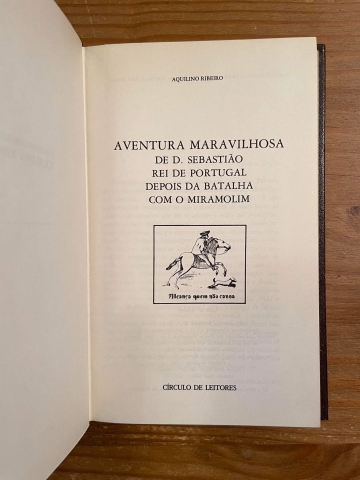 AQUILINO RIBEIRO
AVENTURA MARAVILHOSA
DE D. SEBASTIÃO
REI DE PORTUGAL
DEPOIS DA BATALHA
COM O MIRAMOLIM
Alcança quem não cansa
CÍRCULO DE LEITORES